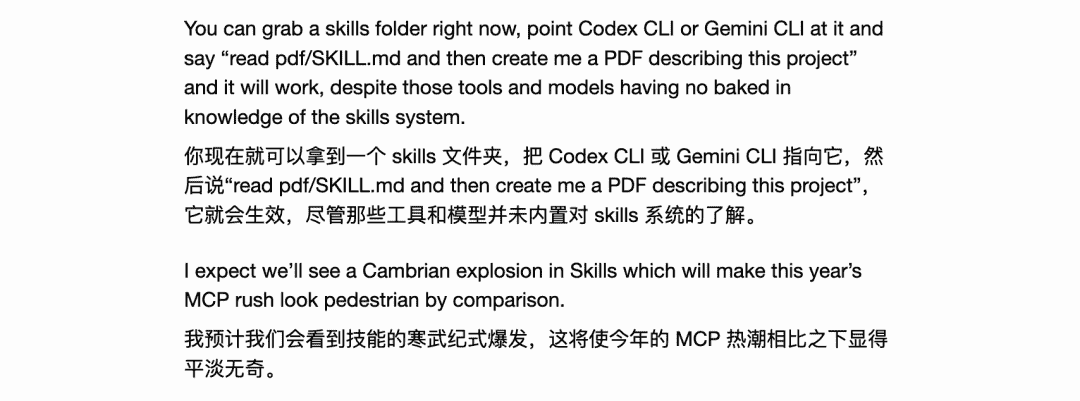 You can grab a skills folder right now, point Codex CLI or Gemini CLI at it and
say “read pdf/SKILL.md and then create me a PDF describing this project”
and it will work, despite those tools and models having no baked in
knowledge of the skills system.
你现在就可以拿到一个 skills 文件夹，把 Codex CLI 或 Gemini CLI 指向它，然
后说“read pdf/SKILL.md and then create me a PDF describing this project”，
它就会生效，尽管那些工具和模型并未内置对 skills 系统的了解。
I expect we’ll see a Cambrian explosion in Skills which will make this year’s
MCP rush look pedestrian by comparison.
我预计我们会看到技能的寒武纪式爆发，这将使今年的 MCP 热潮相比之下显得
平淡无奇。